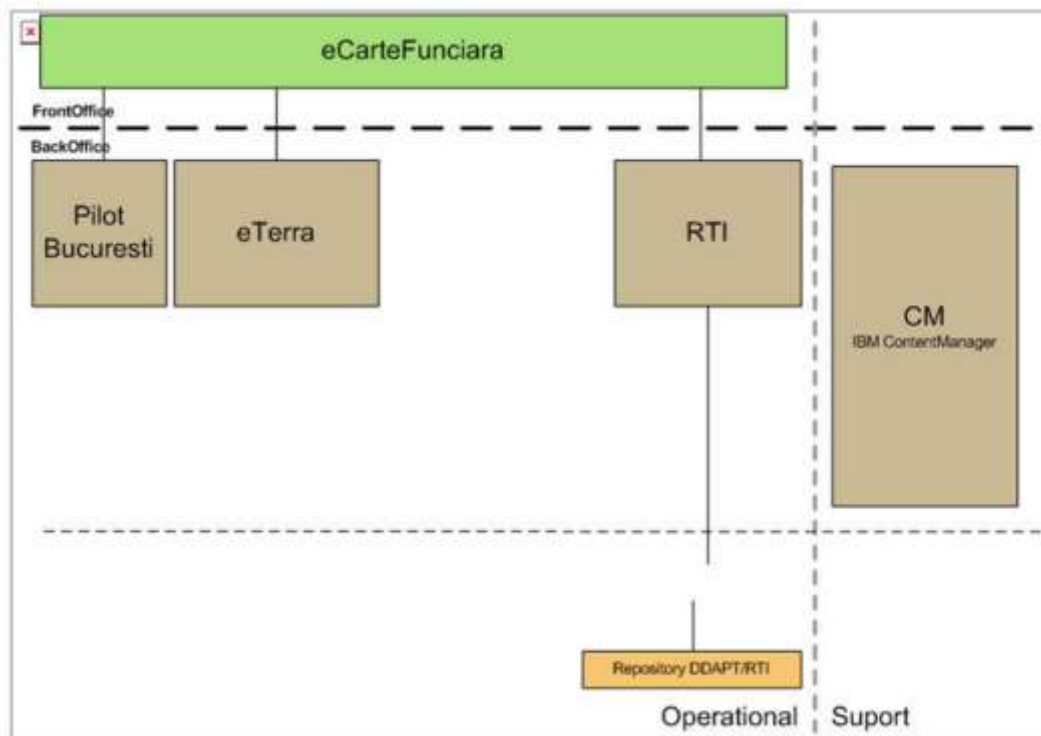 eCarteFunciara
FrontOffice
BackOffice
Pilot
Bucuresti
eTerra
RTI
CM
IBM ContentManager
Repository DDAPT/RTI
Operational
Suport